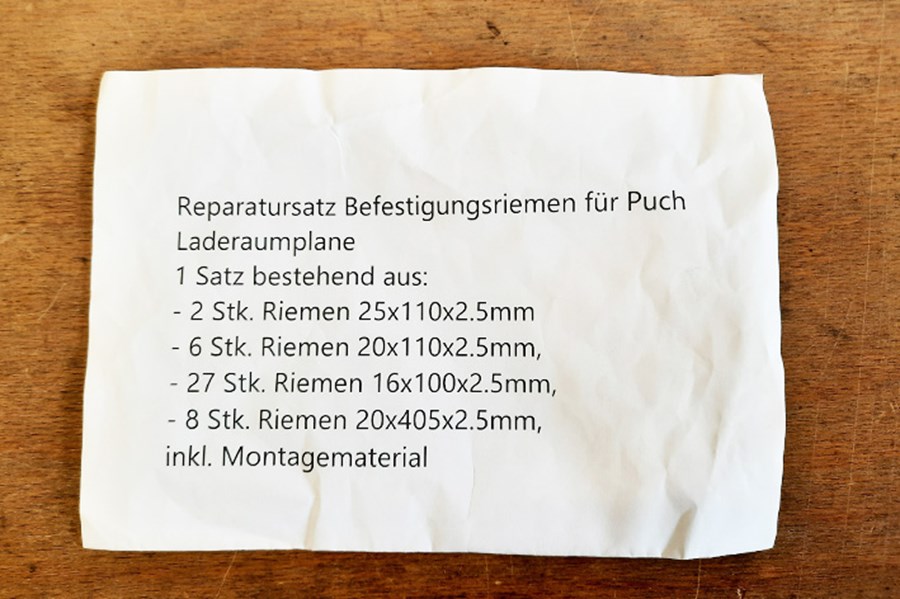 Reparatursatz Befestigungsriemen für Puch
Laderaumplane
1 Satz bestehend aus:
- 2 Stk. Riemen 25x110x2.5mm
- 6 Stk. Riemen 20x110x2.5mm,
- 27 Stk. Riemen 16x100x2.5mm,
- 8 Stk. Riemen 20x405x2.5mm,
inkl. Montagematerial